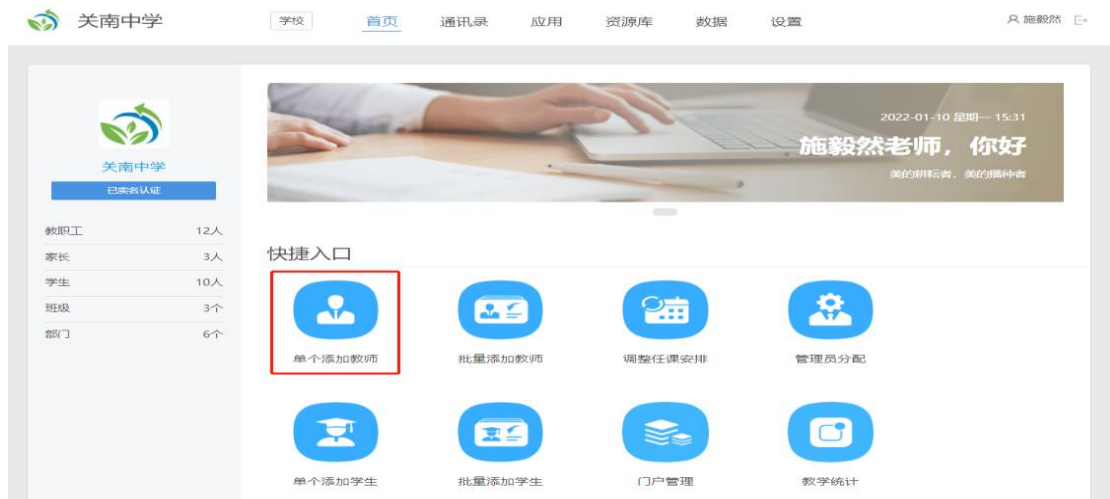 关南中学
学校 首页 通讯录 应用 资源库 数据 设置 施毅然
关南中学
已实名认证
教职工 12人
家长 3人
学生 10人
班级 3个
部门 6个
2022-01-10 星期一 15:31
施毅然老师，你好
美的耕耘者，美的播种者
快捷入口
单个添加教师 批量添加教师 调整任课安排 管理员分配
单个添加学生 批量添加学生 门户管理 教学统计